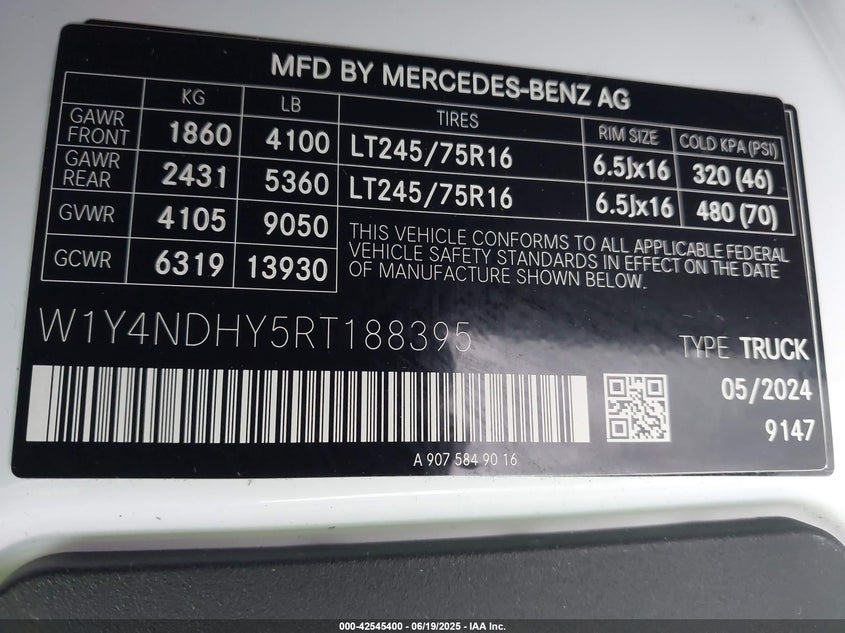 MFD BY MERCEDES-BENZ AG
KG LB TIRES RIM SIZE COLD KPA (PSI)
GAWR FRONT 1860 4100 LT245/75R16 6.5Jx16 320 (46)
GAWR REAR 2431 5360 LT245/75R16 6.5Jx16 480 (70)
GVWR 4105 9050
GCWR 6319 13930
THIS VEHICLE CONFORMS TO ALL APPLICABLE FEDERAL
VEHICLE SAFETY STANDARDS IN EFFECT ON THE DATE
OF MANUFACTURE SHOWN BELOW.
W1Y4NDHY5RT188395
TYPE TRUCK
05/2024
9147
A 907 584 90 16
000-42545400 - 06/19/2025 - IAA Inc.